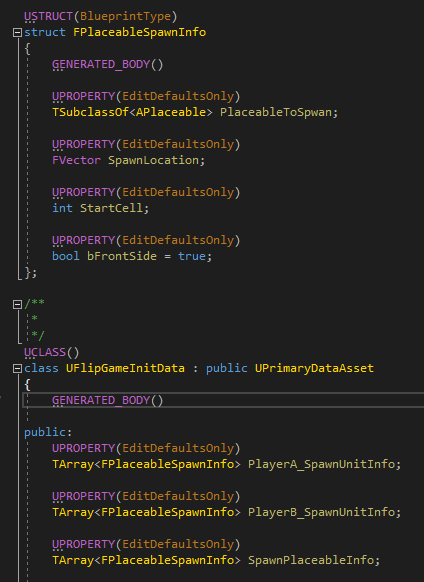 USTRUCT(BlueprintType)
struct FPlaceableSpawnInfo
{
GENERATED_BODY()
UPROPERTY(EditDefaultsOnly)
TSubclassOf<APlaceable> PlaceableToSpwan;
UPROPERTY(EditDefaultsOnly)
FVector SpawnLocation;
UPROPERTY(EditDefaultsOnly)
int StartCell;
UPROPERTY(EditDefaultsOnly)
bool bFrontSide = true;
};
/**
*
*/
UCLASS()
class UFlipGameInitData : public UPrimaryDataAsset
{
GENERATED_BODY()
public:
UPROPERTY(EditDefaultsOnly)
TArray<FPlaceableSpawnInfo> PlayerA_SpawnUnitInfo;
UPROPERTY(EditDefaultsOnly)
TArray<FPlaceableSpawnInfo> PlayerB_SpawnUnitInfo;
UPROPERTY(EditDefaultsOnly)
TArray<FPlaceableSpawnInfo> SpawnPlaceableInfo;